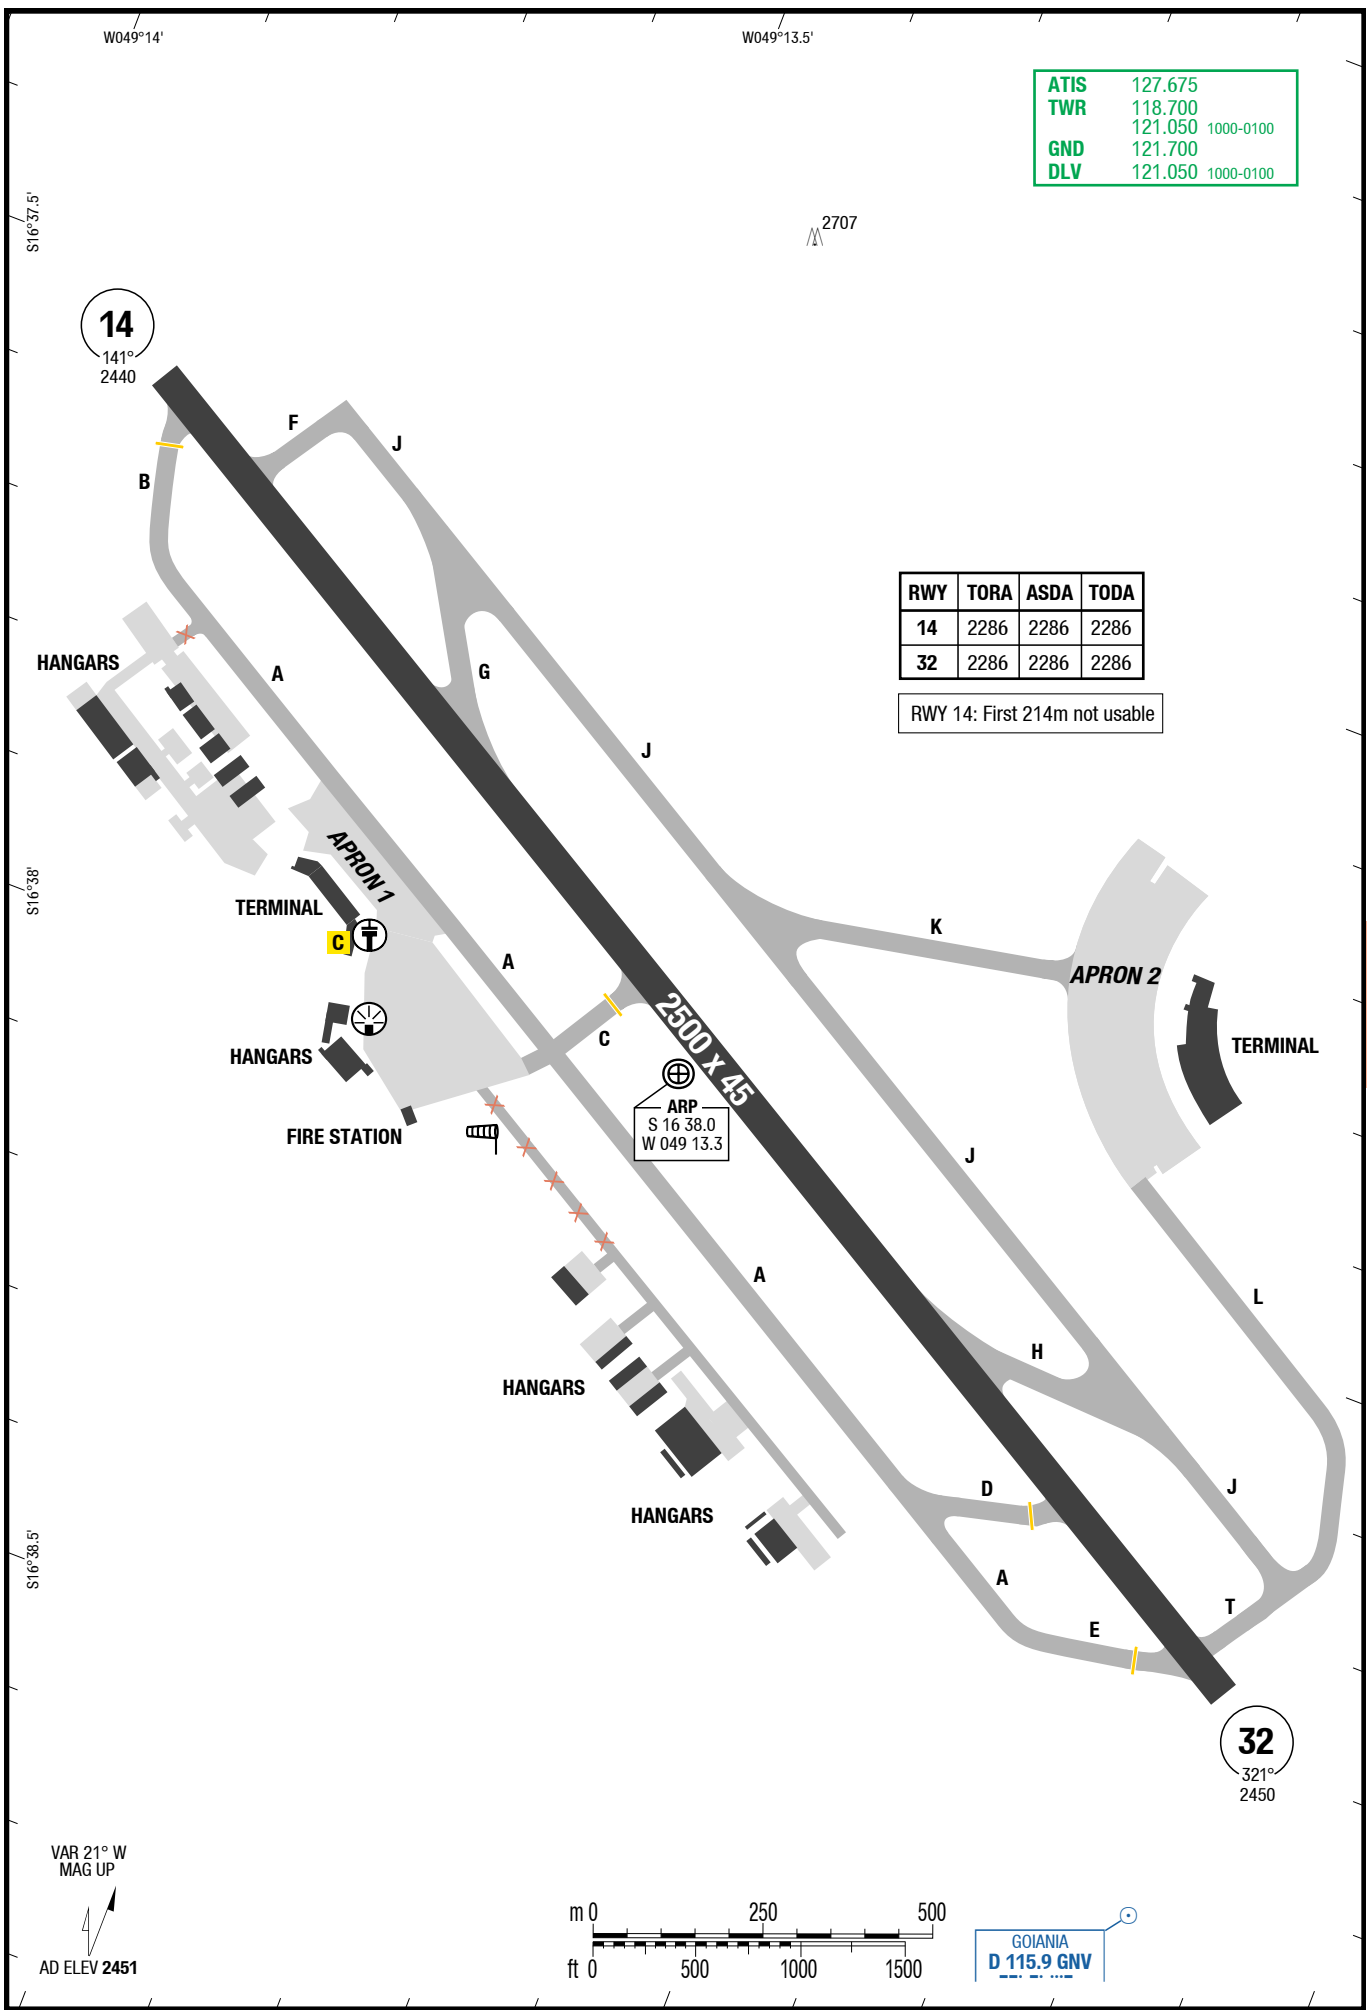 W049°14'
W049°13.5'
ATIS 127.675
TWR 118.700
121.050 1000-0100
GND 121.700
DLV 121.050 1000-0100
S16°37.5'
2707
14
141°
2440
F
J
B
RWY TORA ASDA TODA
14 2286 2286 2286
32 2286 2286 2286
RWY 14: First 214m not usable
HANGARS
A
G
J
APRON 1
S16°38'
TERMINAL
C
A
K
APRON 2
2500 x 45
C
HANGARS
TERMINAL
ARP
S 16 38.0
W 049 13.3
FIRE STATION
J
A
L
H
HANGARS
D
J
HANGARS
S16°38.5'
A
T
E
32
321°
2450
VAR 21° W
MAG UP
AD ELEV 2451
m 0 250 500
ft 0 500 1000 1500
GOIANIA
D 115.9 GNV